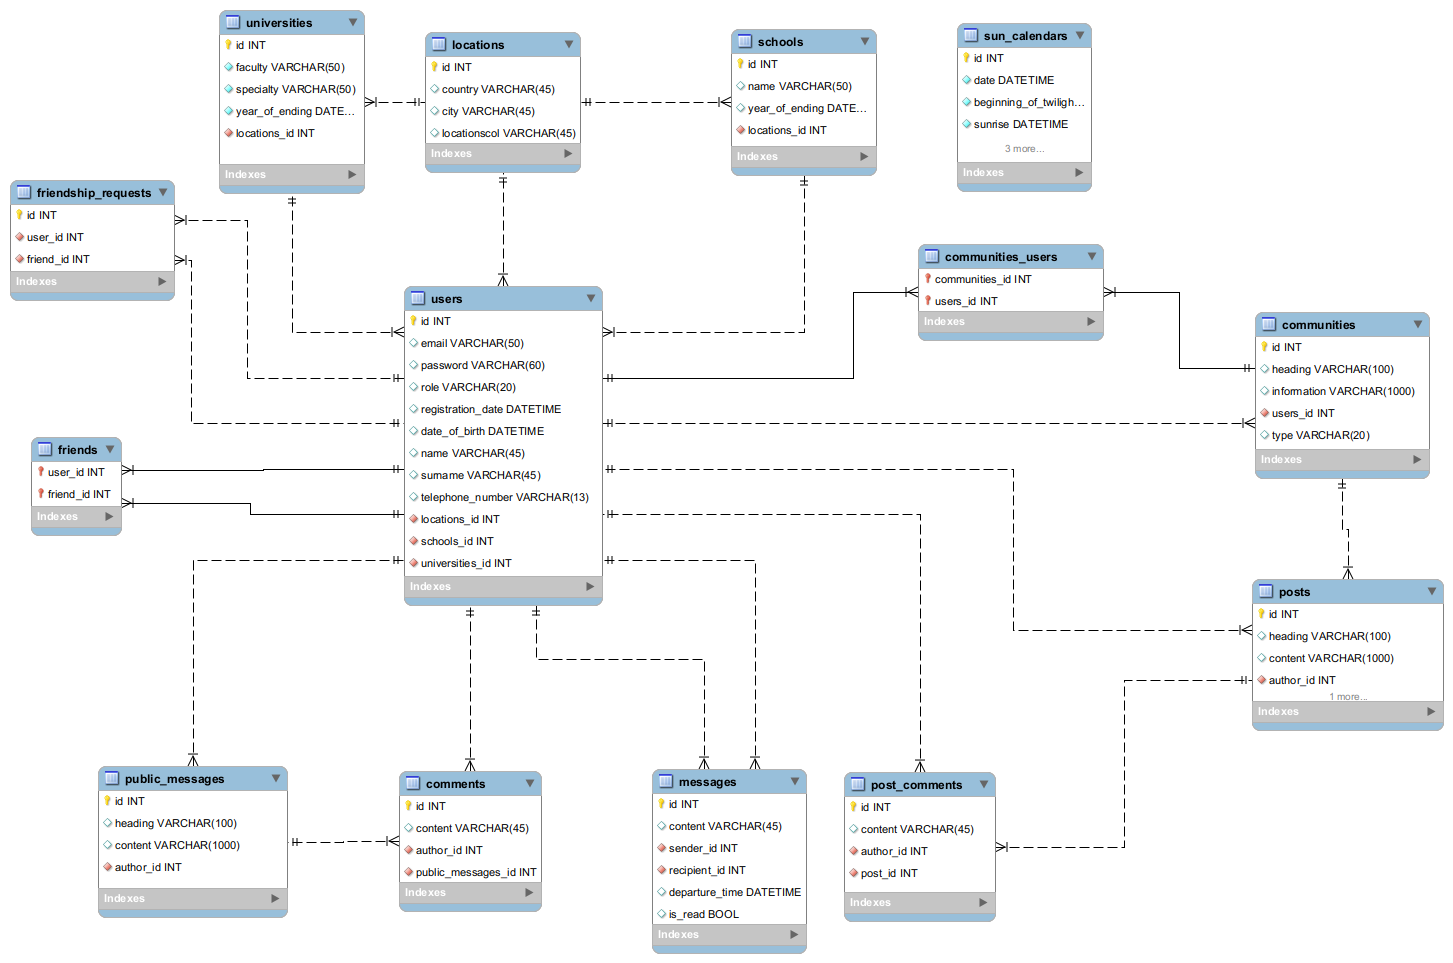 universities
id INT
faculty VARCHAR(50)
specialty VARCHAR(50)
year_of_ending DATE...
locations_id INT
Indexes
locations
id INT
country VARCHAR(45)
city VARCHAR(45)
locationscol VARCHAR(45)
Indexes
schools
id INT
name VARCHAR(50)
year_of_ending DATE...
locations_id INT
Indexes
sun_calendars
id INT
date DATETIME
beginning_of_twiligh...
sunrise DATETIME
3 more...
Indexes
friendship_requests
id INT
user_id INT
friend_id INT
Indexes
users
id INT
email VARCHAR(50)
password VARCHAR(60)
role VARCHAR(20)
registration_date DATETIME
date_of_birth DATETIME
name VARCHAR(45)
surname VARCHAR(45)
telephone_number VARCHAR(13)
locations_id INT
schools_id INT
universities_id INT
Indexes
communities_users
communities_id INT
users_id INT
Indexes
communities
id INT
heading VARCHAR(100)
information VARCHAR(1000)
users_id INT
type VARCHAR(20)
Indexes
friends
user_id INT
friend_id INT
Indexes
posts
id INT
heading VARCHAR(100)
content VARCHAR(1000)
author_id INT
1 more...
Indexes
public_messages
id INT
heading VARCHAR(100)
content VARCHAR(1000)
author_id INT
Indexes
comments
id INT
content VARCHAR(45)
author_id INT
public_messages_id INT
Indexes
messages
id INT
content VARCHAR(45)
sender_id INT
recipient_id INT
departure_time DATETIME
is_read BOOL
Indexes
post_comments
id INT
content VARCHAR(45)
author_id INT
post_id INT
Indexes